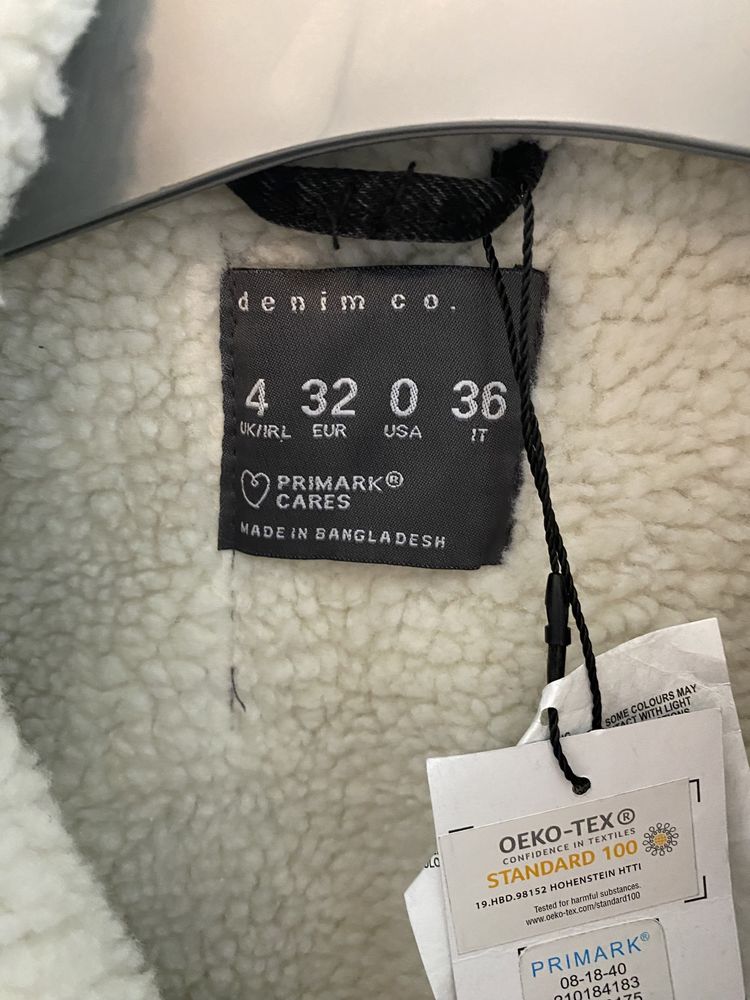 denim co.
4 32 0 36
UK/IRL EUR USA IT
PRIMARK®
CARES
MADE IN BANGLADESH
SOME COLOURS MAY
WITH LIGHT
OEKO-TEX®
CONFIDENCE IN TEXTILES
STANDARD 100
19.HBD.98152 HOHENSTEIN HTTI
Tested for harmful substances.
www.oeko-tex.com/standard100
PRIMARK®
08-18-40
210184183